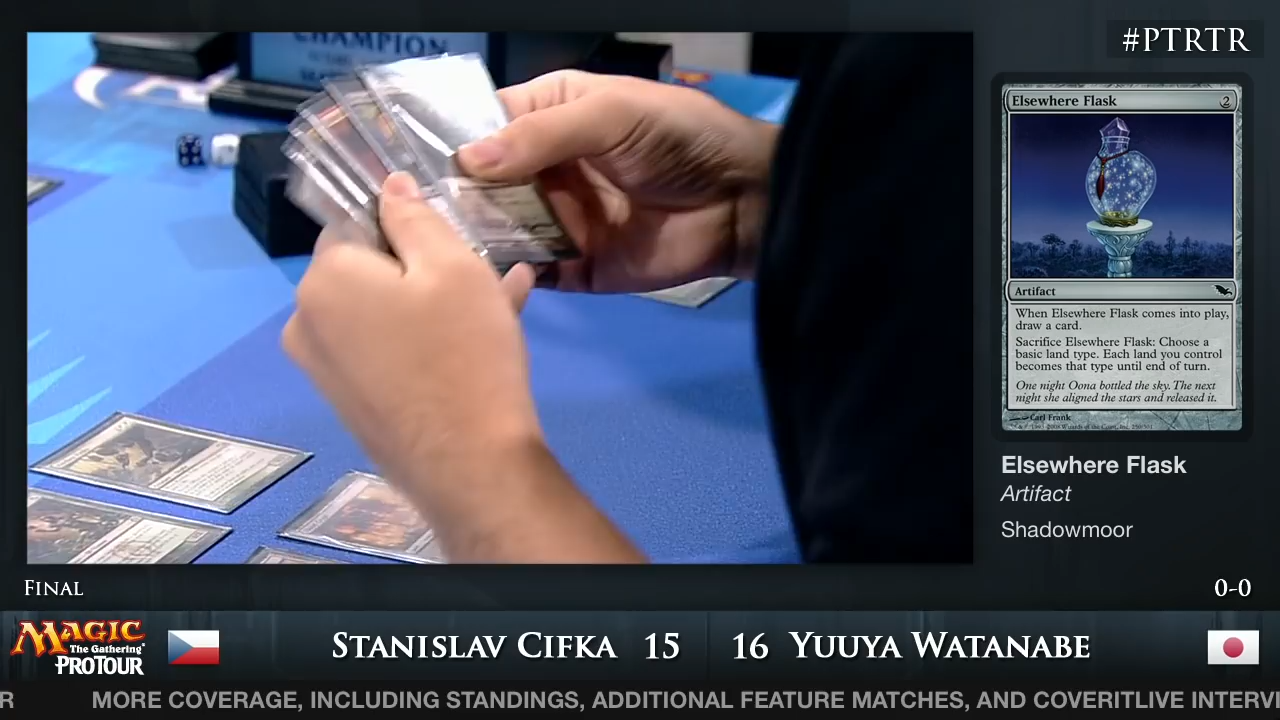 CHAMPION
#PTRTR
Elsewhere Flask 2
Artifact
When Elsewhere Flask comes into play,
draw a card.
Sacrifice Elsewhere Flask: Choose a
basic land type. Each land you control
becomes that type until end of turn.
One night Oona bottled the sky. The next
night she aligned the stars and released it.
Carl Frank
Elsewhere Flask
Artifact
Shadowmoor
FINAL
0-0
MAGIC
The Gathering
PROTOUR
STANISLAV CIFKA 15
16 YUUYA WATANABE
R MORE COVERAGE, INCLUDING STANDINGS, ADDITIONAL FEATURE MATCHES, AND COVERITLIVE INTERV